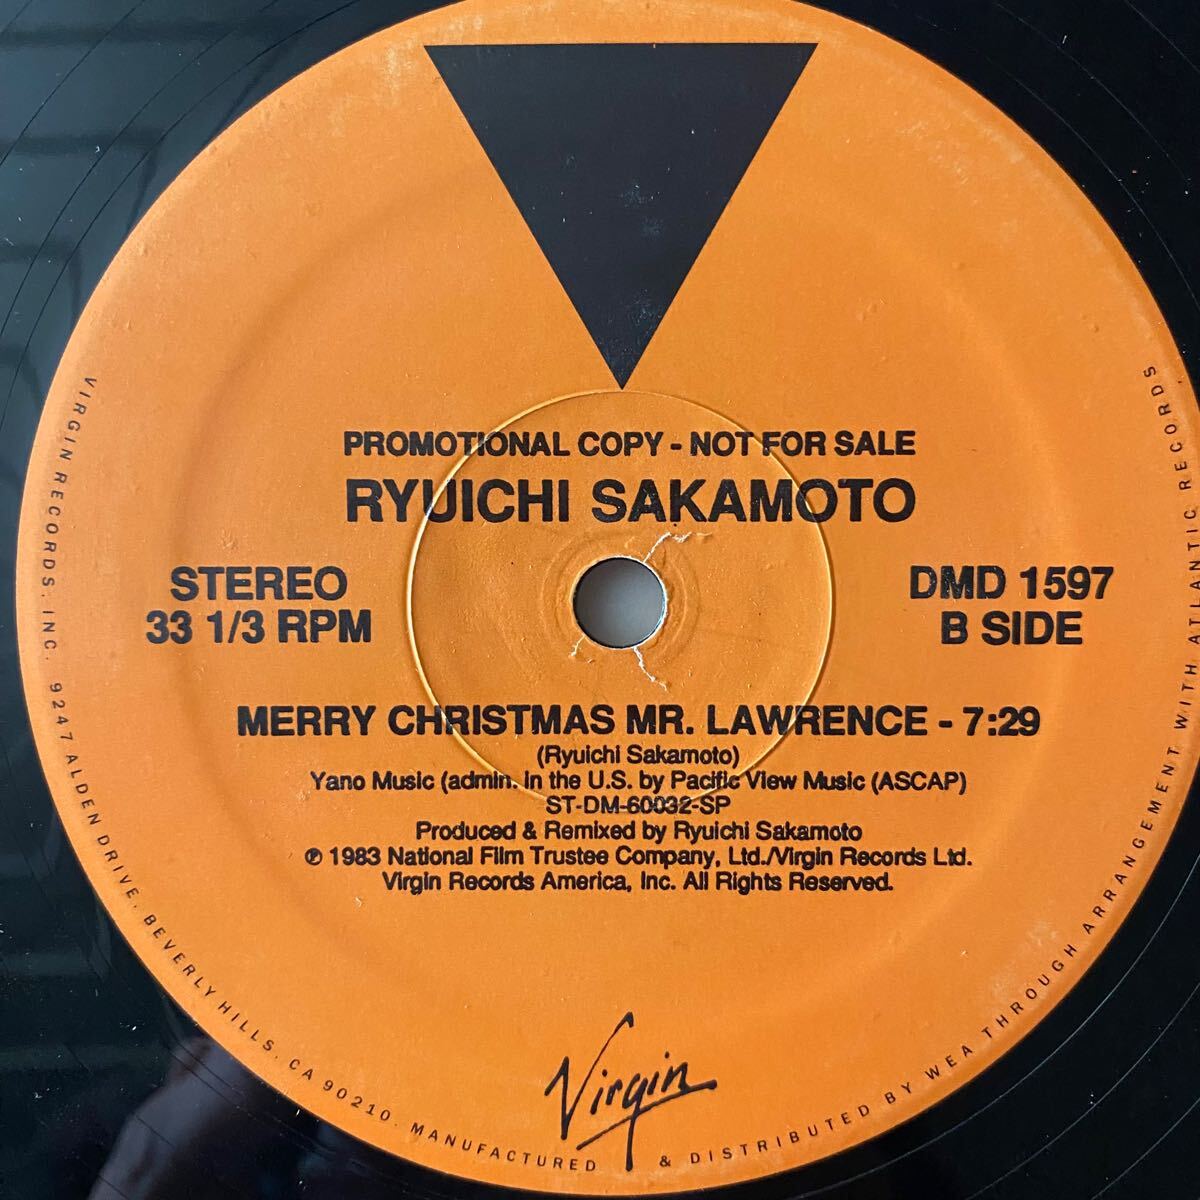 PROMOTIONAL COPY - NOT FOR SALE
RYUICHI SAKAMOTO
STEREO
33 1/3 RPM
DMD 1597
B SIDE
MERRY CHRISTMAS MR. LAWRENCE - 7:29
(Ryuichi Sakamoto)
Yano Music (admin. in the U.S. by Pacific View Music (ASCAP)
ST-DM-60032-SP
Produced & Remixed by Ryuichi Sakamoto
℗ 1983 National Film Trustee Company, Ltd./Virgin Records Ltd.
Virgin Records America, Inc. All Rights Reserved.
Virgin
VIRGIN RECORDS, INC. 9247 ALDEN DRIVE, BEVERLY HILLS, CA 90210. MANUFACTURED & DISTRIBUTED BY WEA THROUGH ARRANGEMENT WITH ATLANTIC RECORDS